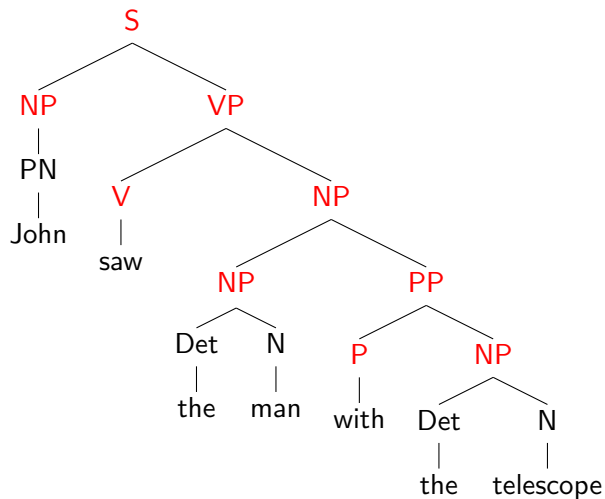 S
NP VP
PN
V NP
John
saw
NP PP
Det N
P NP
the man
with
Det N
the telescope